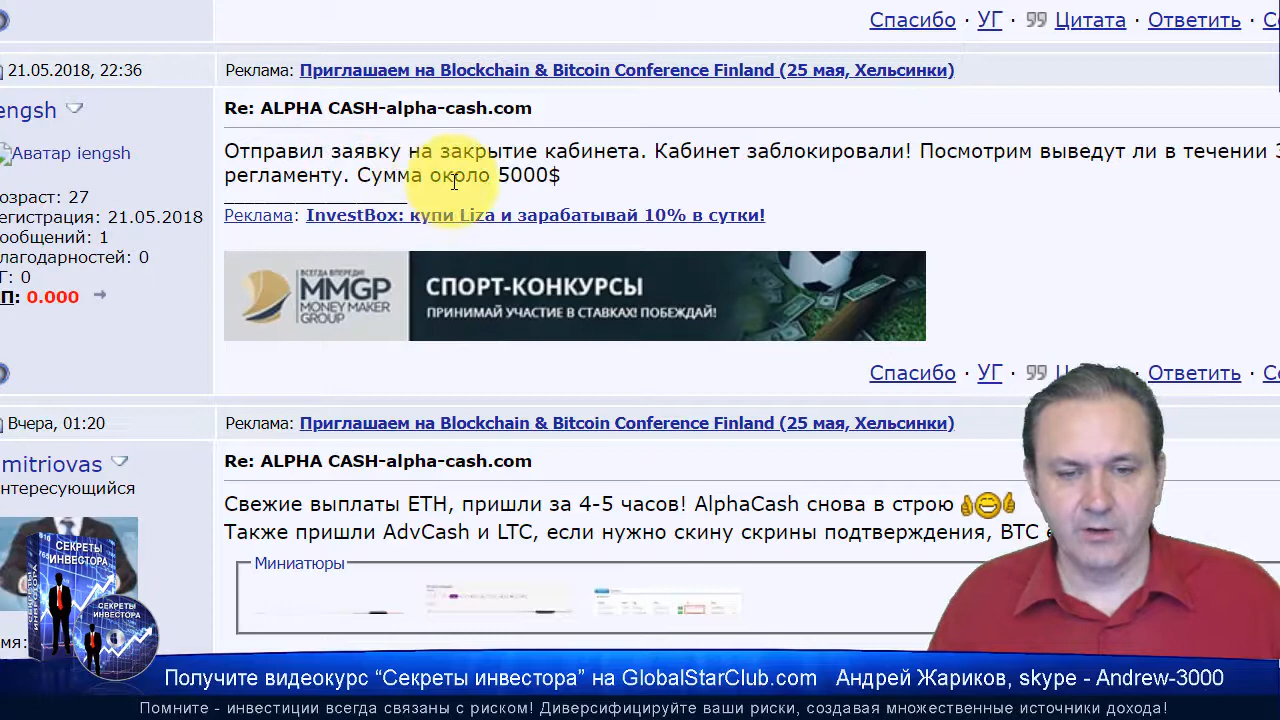 Спасибо · УГ · Цитата · Ответить ·
21.05.2018, 22:36
Реклама: Приглашаем на Blockchain & Bitcoin Conference Finland (25 мая, Хельсинки)
engsh
Re: ALPHA CASH-alpha-cash.com
Аватар iengsh
Отправил заявку на закрытие кабинета. Кабинет заблокировали! Посмотрим выведут ли в течении 3
регламенту. Сумма около 5000$
озраст: 27
егистрация: 21.05.2018
ообщений: 1
лагодарностей: 0
Г: 0
П: 0.000
Реклама: InvestBox: купи Liza и зарабатывай 10% в сутки!
ВСЕГДА ВПЕРЕДИ!
MMGP
MONEY MAKER
GROUP
СПОРТ-КОНКУРСЫ
ПРИНИМАЙ УЧАСТИЕ В СТАВКАХ! ПОБЕЖДАЙ!
Спасибо · УГ · Ответить ·
Вчера, 01:20
Реклама: Приглашаем на Blockchain & Bitcoin Conference Finland (25 мая, Хельсинки)
mitriovas
нтересующийся
Re: ALPHA CASH-alpha-cash.com
Свежие выплаты ETH, пришли за 4-5 часов! AlphaCash снова в строю
Также пришли AdvCash и LTC, если нужно скину скрины подтверждения, BTC
Миниатюры
СЕКРЕТЫ
ИНВЕСТОРА
СЕКРЕТЫ
ИНВЕСТОРА
мя:
Получите видеокурс “Секреты инвестора” на GlobalStarClub.com Андрей Жариков, skype - Andrew-3000
Помните - инвестиции всегда связаны с риском! Диверсифицируйте ваши риски, создавая множественные источники дохода!